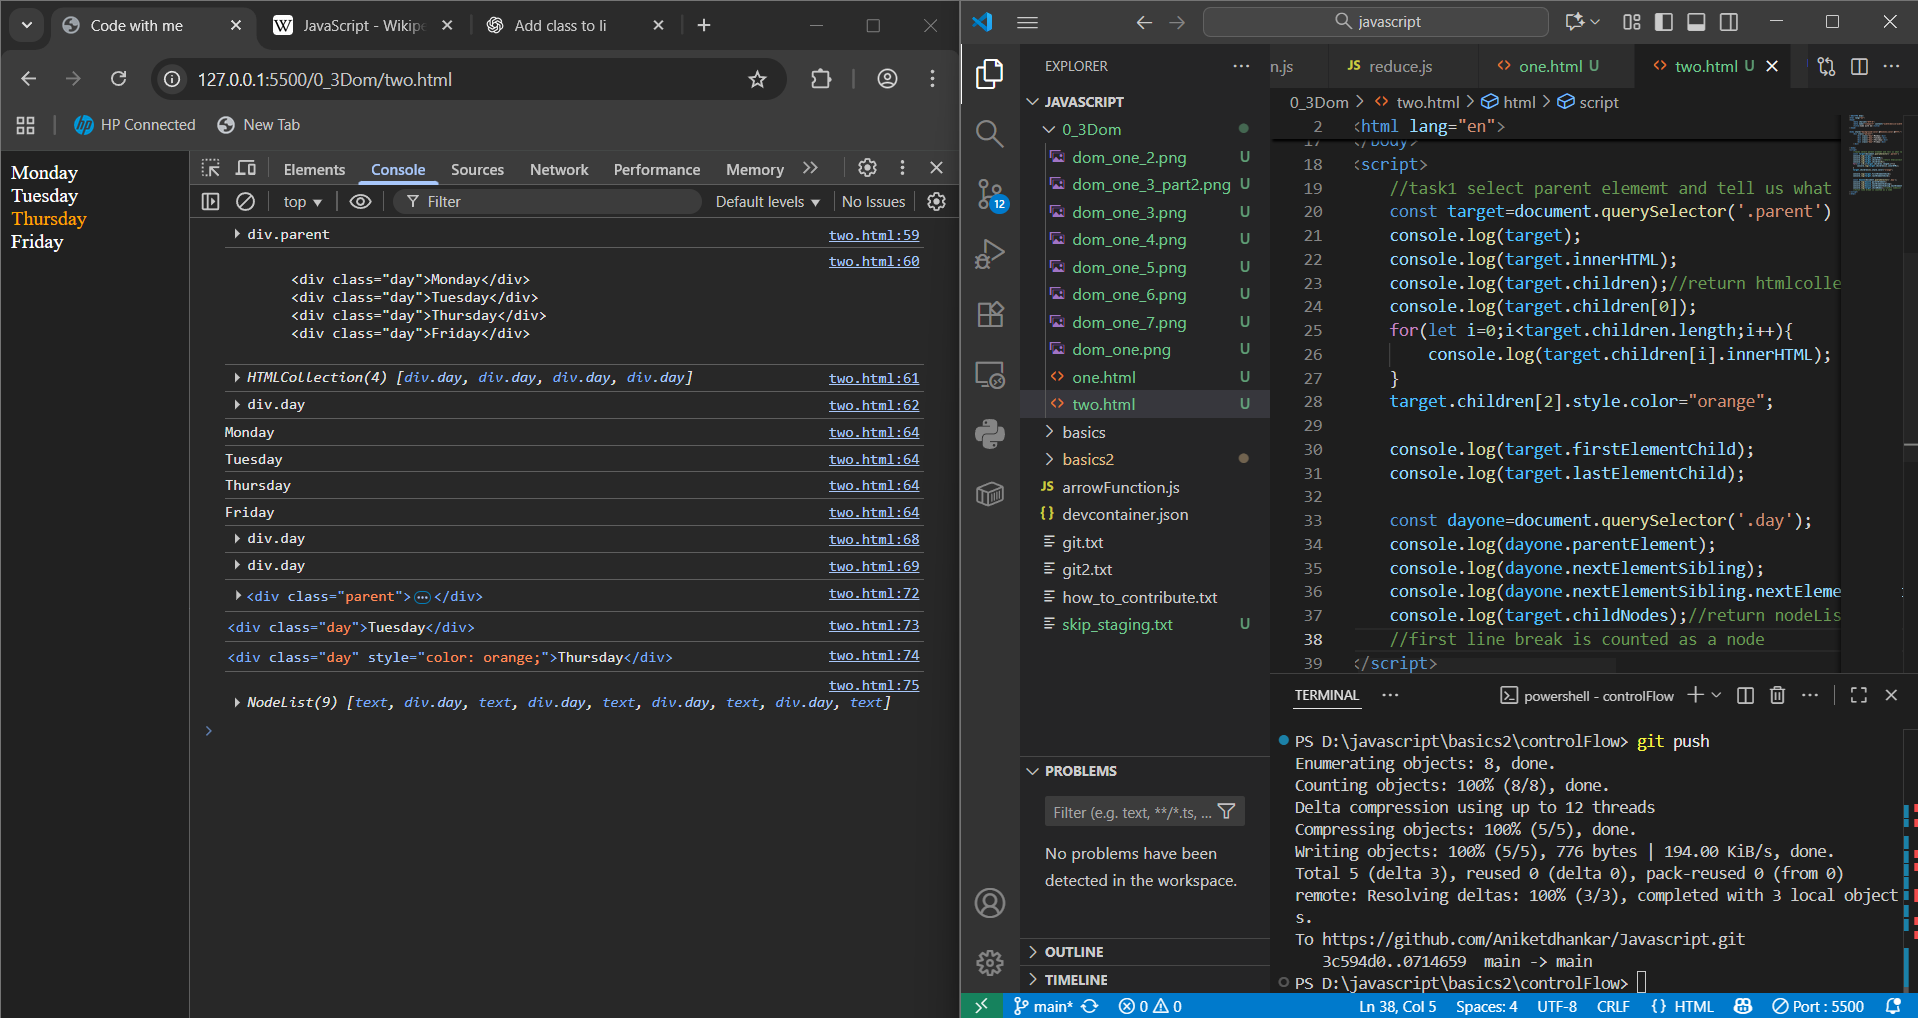 Code with me
JavaScript - Wikipe
Add class to li
127.0.0.1:5500/0_3Dom/two.html
HP Connected
New Tab
Monday
Tuesday
Thursday
Friday
Elements
Console
Sources
Network
Performance
Memory
top
Filter
Default levels
No Issues
div.parent
two.html:59
two.html:60
<div class="day">Monday</div>
<div class="day">Tuesday</div>
<div class="day">Thursday</div>
<div class="day">Friday</div>
HTMLCollection(4) [div.day, div.day, div.day, div.day]
two.html:61
div.day
two.html:62
Monday
two.html:64
Tuesday
two.html:64
Thursday
two.html:64
Friday
two.html:64
div.day
two.html:68
div.day
two.html:69
<div class="parent">…</div>
two.html:72
<div class="day">Tuesday</div>
two.html:73
<div class="day" style="color: orange;">Thursday</div>
two.html:74
two.html:75
NodeList(9) [text, div.day, text, div.day, text, div.day, text, div.day, text]
javascript
EXPLORER
JAVASCRIPT
0_3Dom
dom_one_2.png U
dom_one_3_part2.png U
dom_one_3.png U
dom_one_4.png U
dom_one_5.png U
dom_one_6.png U
dom_one_7.png U
dom_one.png U
one.html U
two.html U
basics
basics2
JS arrowFunction.js
{} devcontainer.json
git.txt
git2.txt
how_to_contribute.txt
skip_staging.txt U
12
PROBLEMS
Filter (e.g. text, **/*.ts, ...
No problems have been
detected in the workspace.
OUTLINE
TIMELINE
n.js
JS reduce.js
one.html U
two.html U
0_3Dom > two.html > html > script
2 <html lang="en">
17 </body>
18 <script>
19 //task1 select parent elememt and tell us what
20 const target=document.querySelector('.parent')
21 console.log(target);
22 console.log(target.innerHTML);
23 console.log(target.children);//return htmlcolle
24 console.log(target.children[0]);
25 for(let i=0;i<target.children.length;i++){
26 console.log(target.children[i].innerHTML);
27 }
28 target.children[2].style.color="orange";
29
30 console.log(target.firstElementChild);
31 console.log(target.lastElementChild);
32
33 const dayone=document.querySelector('.day');
34 console.log(dayone.parentElement);
35 console.log(dayone.nextElementSibling);
36 console.log(dayone.nextElementSibling.nextEleme
37 console.log(target.childNodes);//return nodeLis
38 //first line break is counted as a node
39 </script>
TERMINAL
powershell - controlFlow
PS D:\javascript\basics2\controlFlow> git push
Enumerating objects: 8, done.
Counting objects: 100% (8/8), done.
Delta compression using up to 12 threads
Compressing objects: 100% (5/5), done.
Writing objects: 100% (5/5), 776 bytes | 194.00 KiB/s, done.
Total 5 (delta 3), reused 0 (delta 0), pack-reused 0 (from 0)
remote: Resolving deltas: 100% (3/3), completed with 3 local object
s.
To https://github.com/Aniketdhankar/Javascript.git
3c594d0..0714659 main -> main
PS D:\javascript\basics2\controlFlow>
main*
0 0
Ln 38, Col 5
Spaces: 4
UTF-8
CRLF
{} HTML
Port : 5500